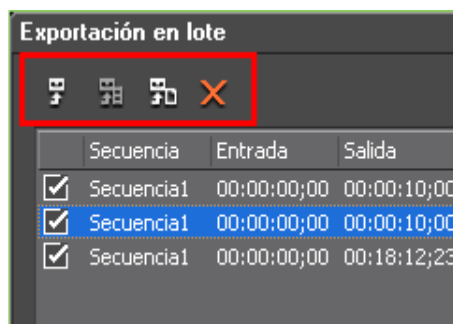 Exportación en lote
Secuencia Entrada Salida
Secuencia1 00:00:00;00 00:00:10;00
Secuencia1 00:00:00;00 00:00:10;00
Secuencia1 00:00:00;00 00:18:12;23